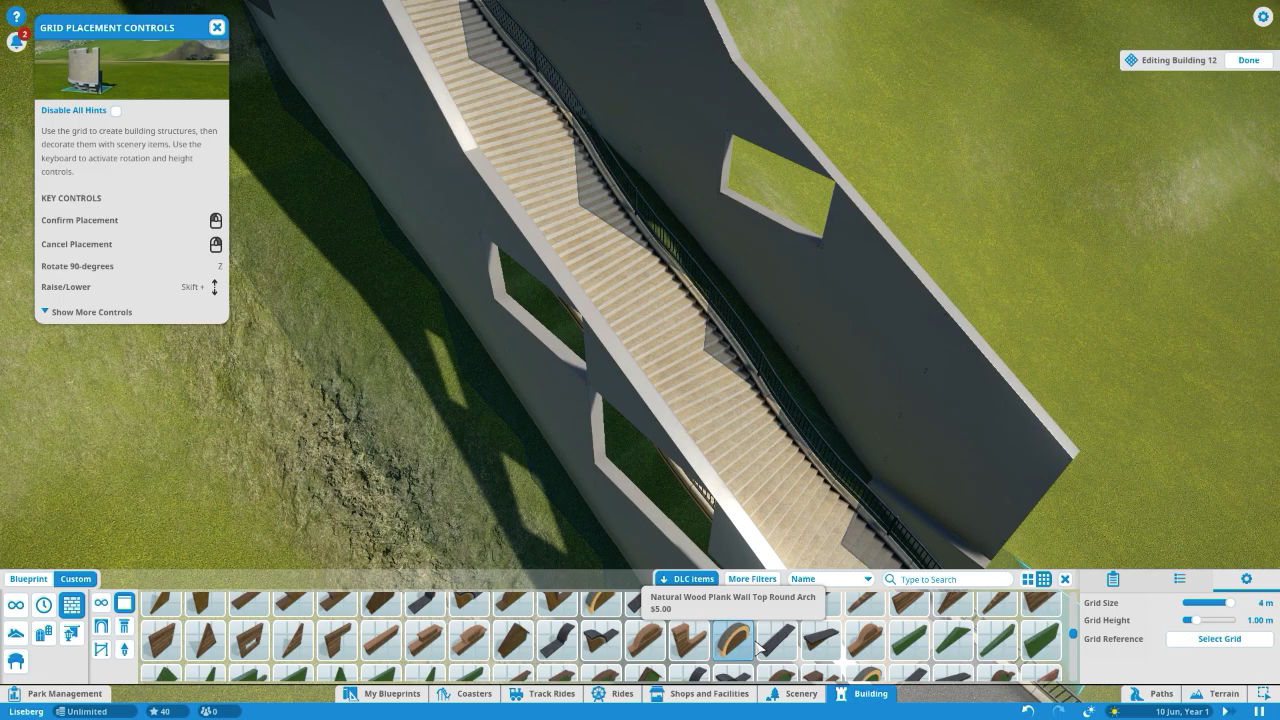 ?
2
GRID PLACEMENT CONTROLS
Disable All Hints
Use the grid to create building structures, then
decorate them with scenery items. Use the
keyboard to activate rotation and height
controls.
KEY CONTROLS
Confirm Placement
Cancel Placement
Rotate 90-degrees Z
Raise/Lower Skift +
Show More Controls
Editing Building 12 Done
Blueprint Custom
DLC items More Filters Name Type to Search
Natural Wood Plank Wall Top Round Arch
$5.00
Grid Size 4 m
Grid Height 1.00 m
Grid Reference Select Grid
Park Management My Blueprints Coasters Track Rides Rides Shops and Facilities Scenery Building Paths Terrain
Liseberg Unlimited 40 0 10 Jun, Year 1